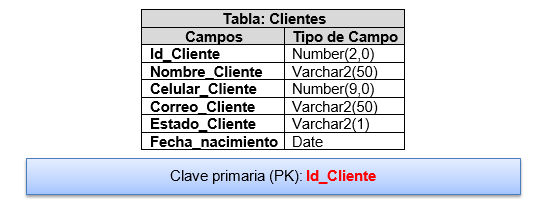 Tabla: Clientes
Campos Tipo de Campo
Id_Cliente Number(2,0)
Nombre_Cliente Varchar2(50)
Celular_Cliente Number(9,0)
Correo_Cliente Varchar2(50)
Estado_Cliente Varchar2(1)
Fecha_nacimiento Date
Clave primaria (PK): Id_Cliente